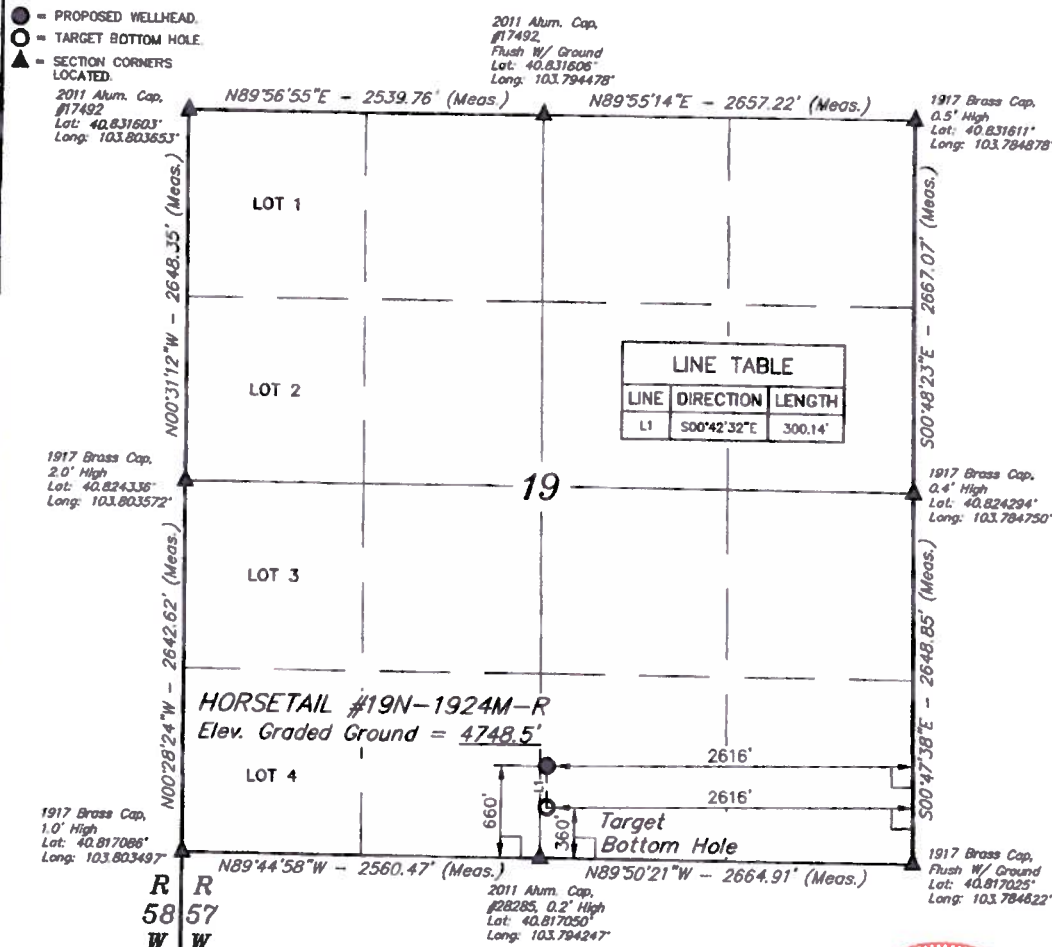 = PROPOSED WELLHEAD.
= TARGET BOTTOM HOLE.
= SECTION CORNERS
LOCATED.
2011 Alum. Cap,
#17492
Lat: 40.831603°
Long: 103.803653°
N89°56'55"E - 2539.76' (Meas.)
2011 Alum. Cap,
#17492,
Flush W/ Ground
Lat: 40.831606°
Long: 103.794478°
N89°55'14"E - 2657.22' (Meas.)
1917 Brass Cap,
0.5' High
Lat: 40.831611°
Long: 103.784878°
N00°31'12"W - 2648.35' (Meas.)
LOT 1
S00°48'23"E - 2667.07' (Meas.)
LOT 2
LINE TABLE
LINE DIRECTION LENGTH
L1 S00°42'32"E 300.14'
1917 Brass Cap,
2.0' High
Lat: 40.824336°
Long: 103.803572°
19
1917 Brass Cap,
0.4' High
Lat: 40.824294°
Long: 103.784750°
N00°28'24"W - 2642.62' (Meas.)
LOT 3
S00°47'38"E - 2648.85' (Meas.)
HORSETAIL #19N-1924M-R
Elev. Graded Ground = 4748.5'
LOT 4
2616'
L1
2616'
660'
360'
Target
Bottom Hole
1917 Brass Cap,
1.0' High
Lat: 40.817086°
Long: 103.803497°
N89°44'58"W - 2560.47' (Meas.)
2011 Alum. Cap,
#28285, 0.2' High
Lat: 40.817050°
Long: 103.794247°
N89°50'21"W - 2664.91' (Meas.)
1917 Brass Cap,
Flush W/ Ground
Lat: 40.817025°
Long: 103.784622°
R R
58 57
W W